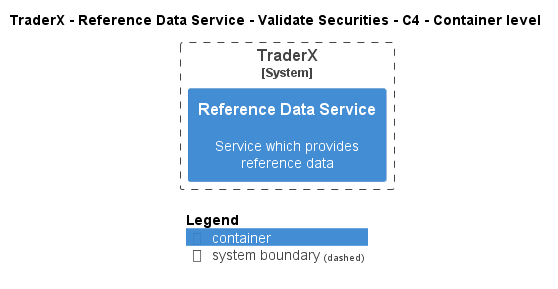 TraderX - Reference Data Service - Validate Securities - C4 - Container level
TraderX
[System]
Reference Data Service
Service which provides
reference data
Legend
container
system boundary (dashed)